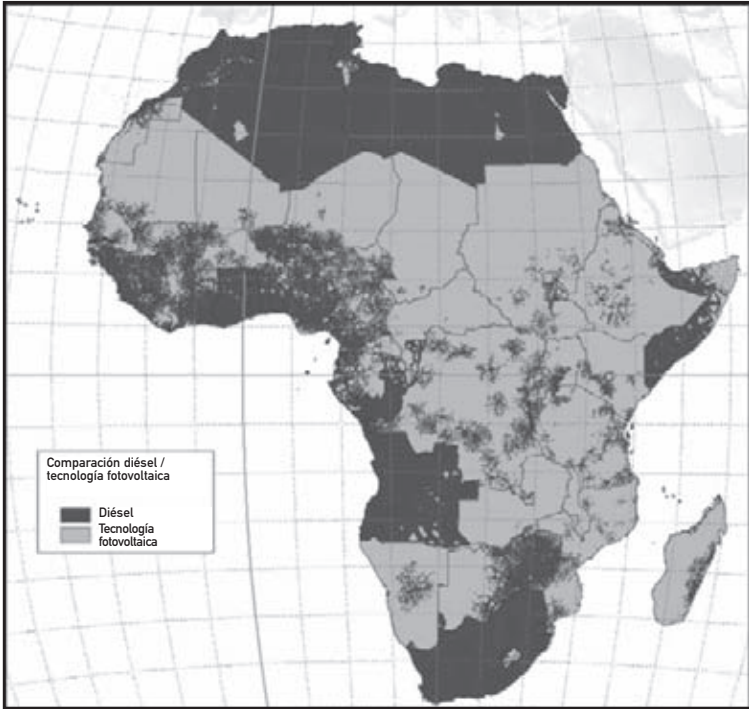 Comparación diésel /
tecnología fotovoltaica
Diésel
Tecnología
fotovoltaica